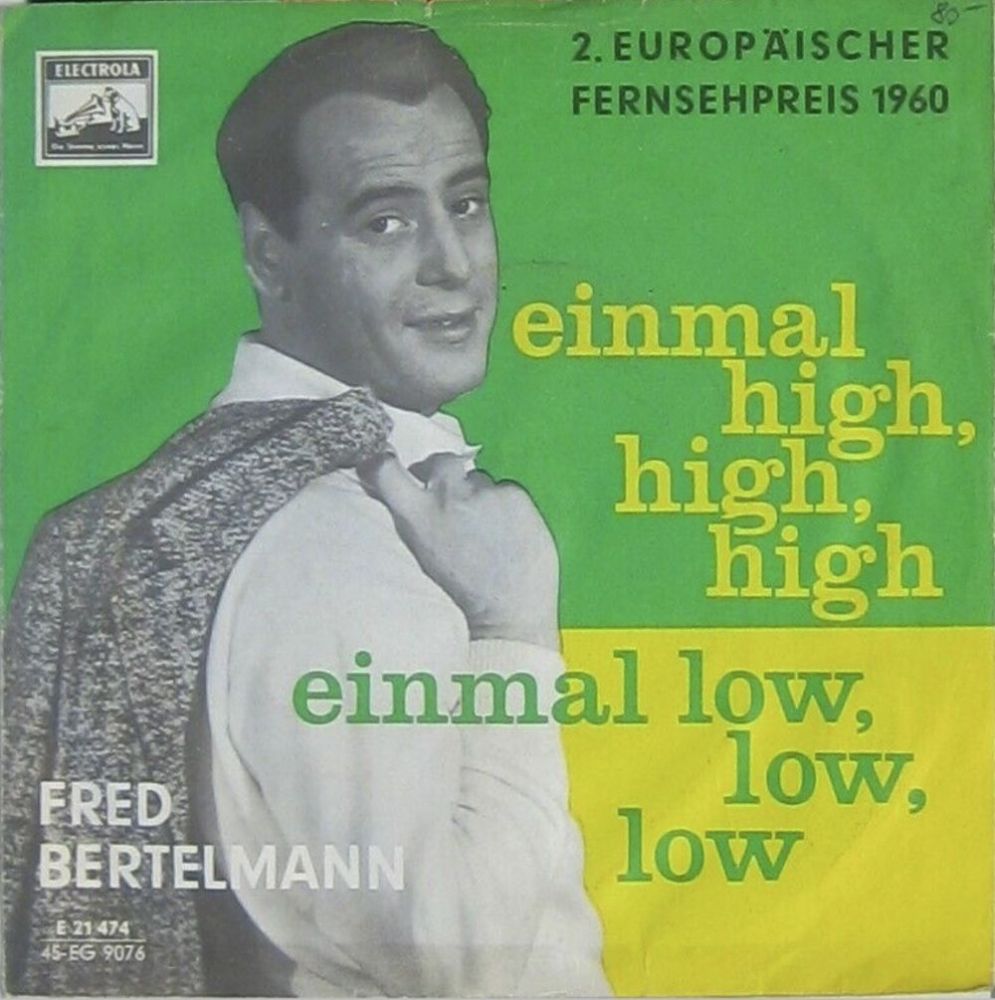 80-
2. EUROPÄISCHER
FERNSEHPREIS 1960
ELECTROLA
einmal
high,
high,
high
einmal low,
low,
low
FRED
BERTELMANN
E 21 474
45-EG 9076